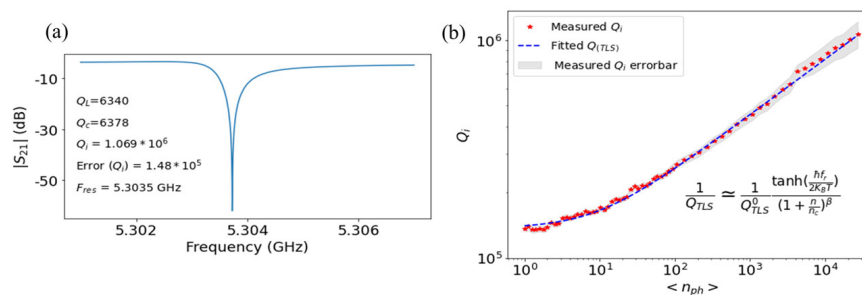 (a)
|S21| (dB)
-10
-30
-50
QL=6340
Qc=6378
Qi = 1.069 * 10^6
Error (Qi) = 1.48 * 10^5
Fres = 5.3035 GHz
5.302
5.304
5.306
Frequency (GHz)
(b)
Measured Qi
Fitted Q(TLS)
Measured Qi errorbar
Qi
10^6
10^5
1/QTLS ≃ 1/Q^0TLS tanh(ħfr/2KBT)/(1 + n/nc)^β
10^0
10^1
10^2
10^3
10^4
< nph >